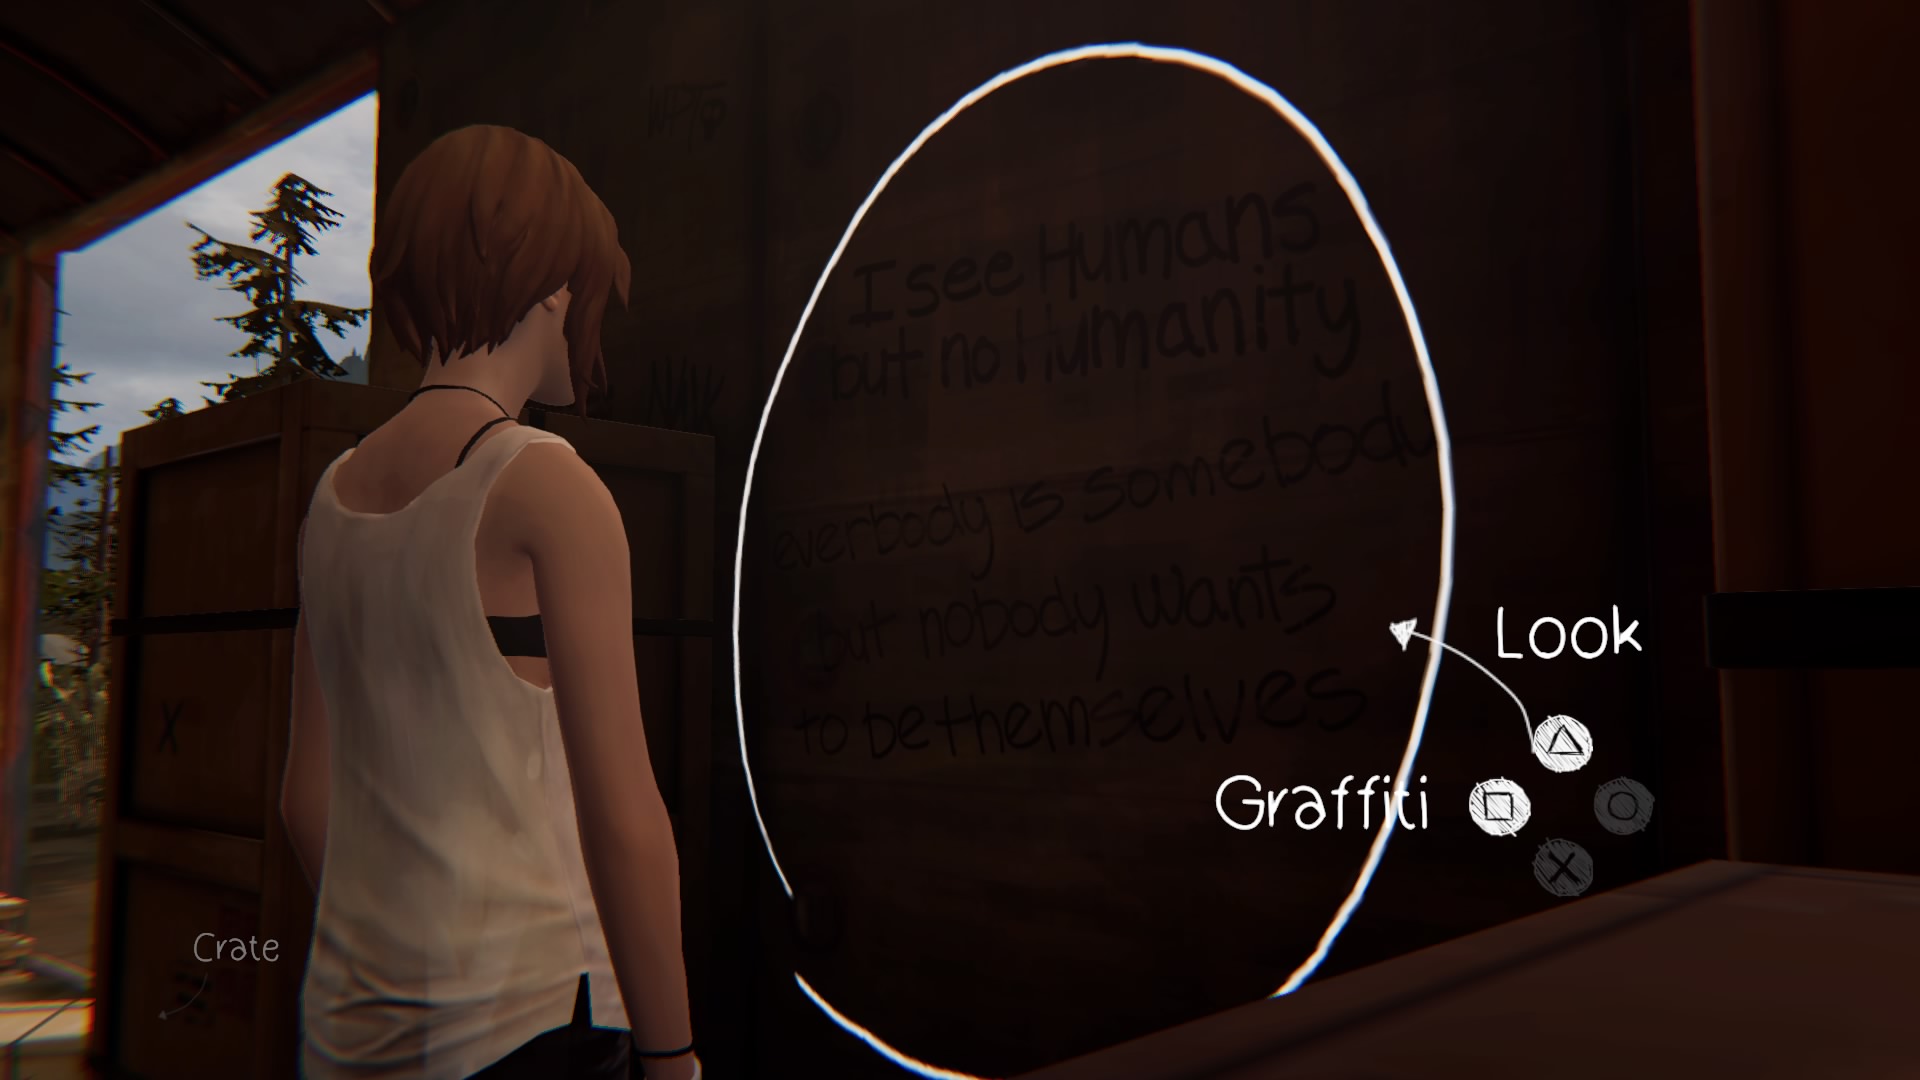 I see Humans
but no Humanity
everbody is somebody
but nobody wants
to be themselves
Look
Graffiti
Crate
X